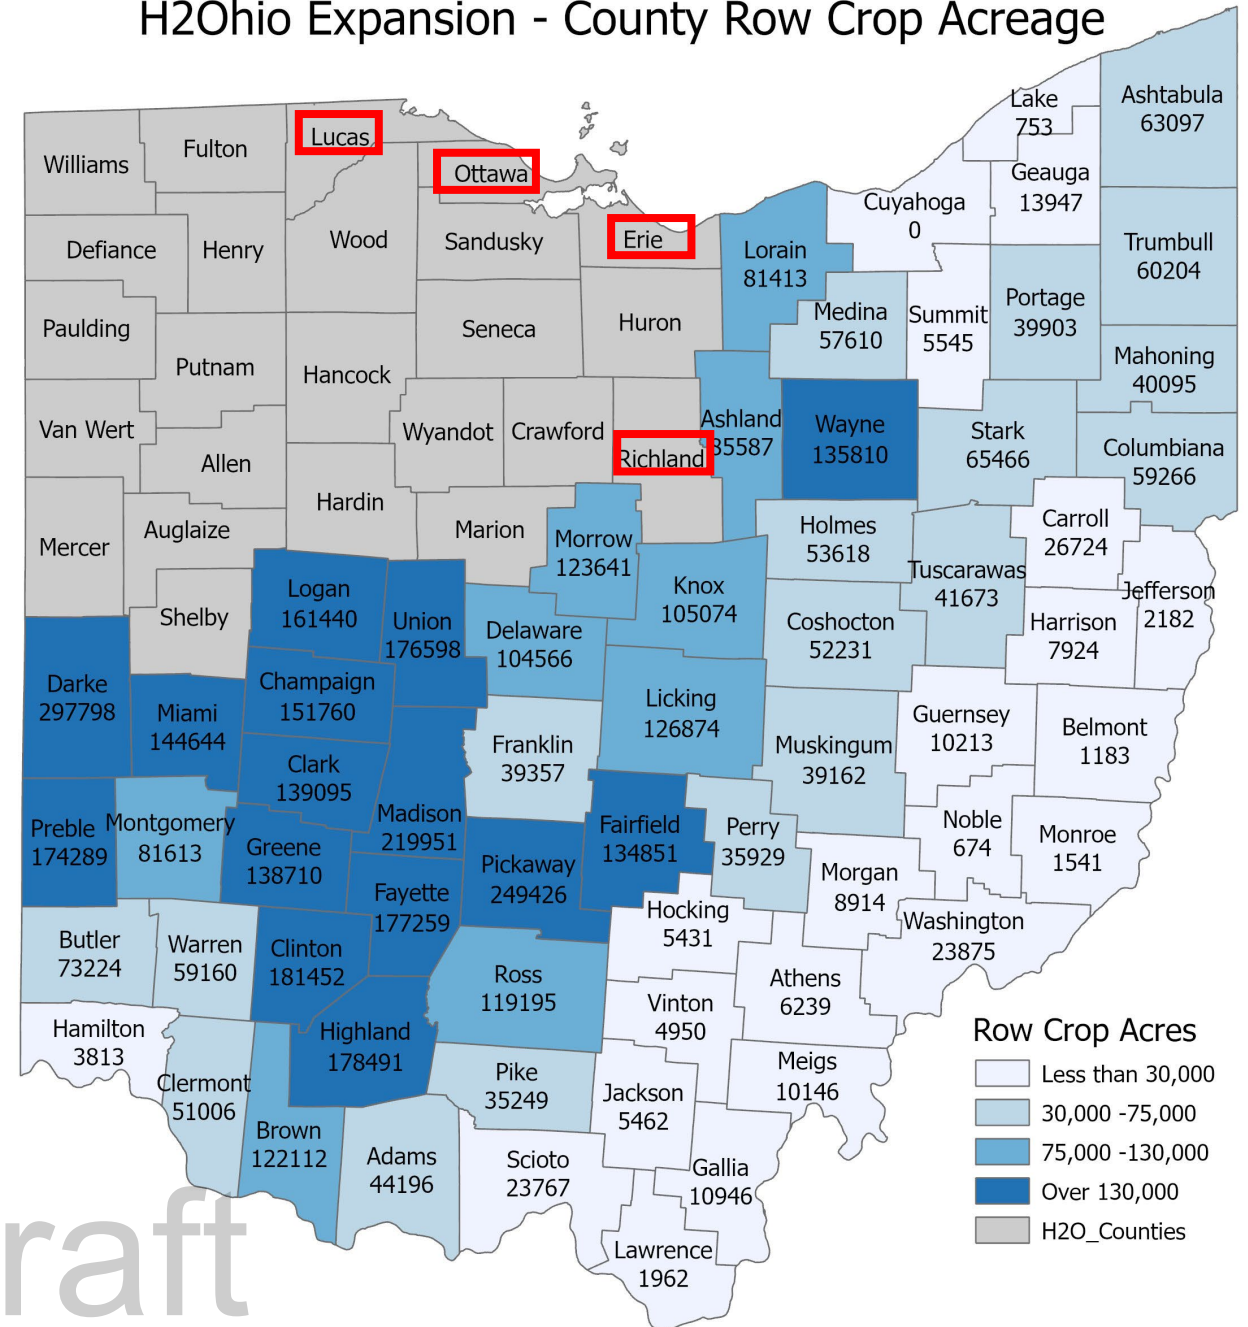 H2Ohio Expansion - County Row Crop Acreage
Williams
Fulton
Lucas
Ottawa
Erie
Defiance
Henry
Wood
Sandusky
Paulding
Putnam
Hancock
Seneca
Huron
Van Wert
Allen
Wyandot
Crawford
Richland
Mercer
Auglaize
Hardin
Marion
Shelby
Lake
753
Ashtabula
63097
Geauga
13947
Cuyahoga
0
Lorain
81413
Trumbull
60204
Medina
57610
Summit
5545
Portage
39903
Mahoning
40095
Ashland
85587
Wayne
135810
Stark
65466
Columbiana
59266
Morrow
123641
Holmes
53618
Carroll
26724
Tuscarawas
41673
Jefferson
2182
Logan
161440
Union
176598
Delaware
104566
Knox
105074
Coshocton
52231
Harrison
7924
Darke
297798
Miami
144644
Champaign
151760
Licking
126874
Guernsey
10213
Belmont
1183
Clark
139095
Franklin
39357
Muskingum
39162
Preble
174289
Montgomery
81613
Greene
138710
Madison
219951
Fairfield
134851
Perry
35929
Noble
674
Monroe
1541
Fayette
177259
Pickaway
249426
Morgan
8914
Washington
23875
Butler
73224
Warren
59160
Clinton
181452
Hocking
5431
Ross
119195
Athens
6239
Hamilton
3813
Highland
178491
Vinton
4950
Clermont
51006
Pike
35249
Jackson
5462
Meigs
10146
Brown
122112
Adams
44196
Scioto
23767
Gallia
10946
Lawrence
1962
Row Crop Acres
Less than 30,000
30,000 -75,000
75,000 -130,000
Over 130,000
H2O_Counties
raft